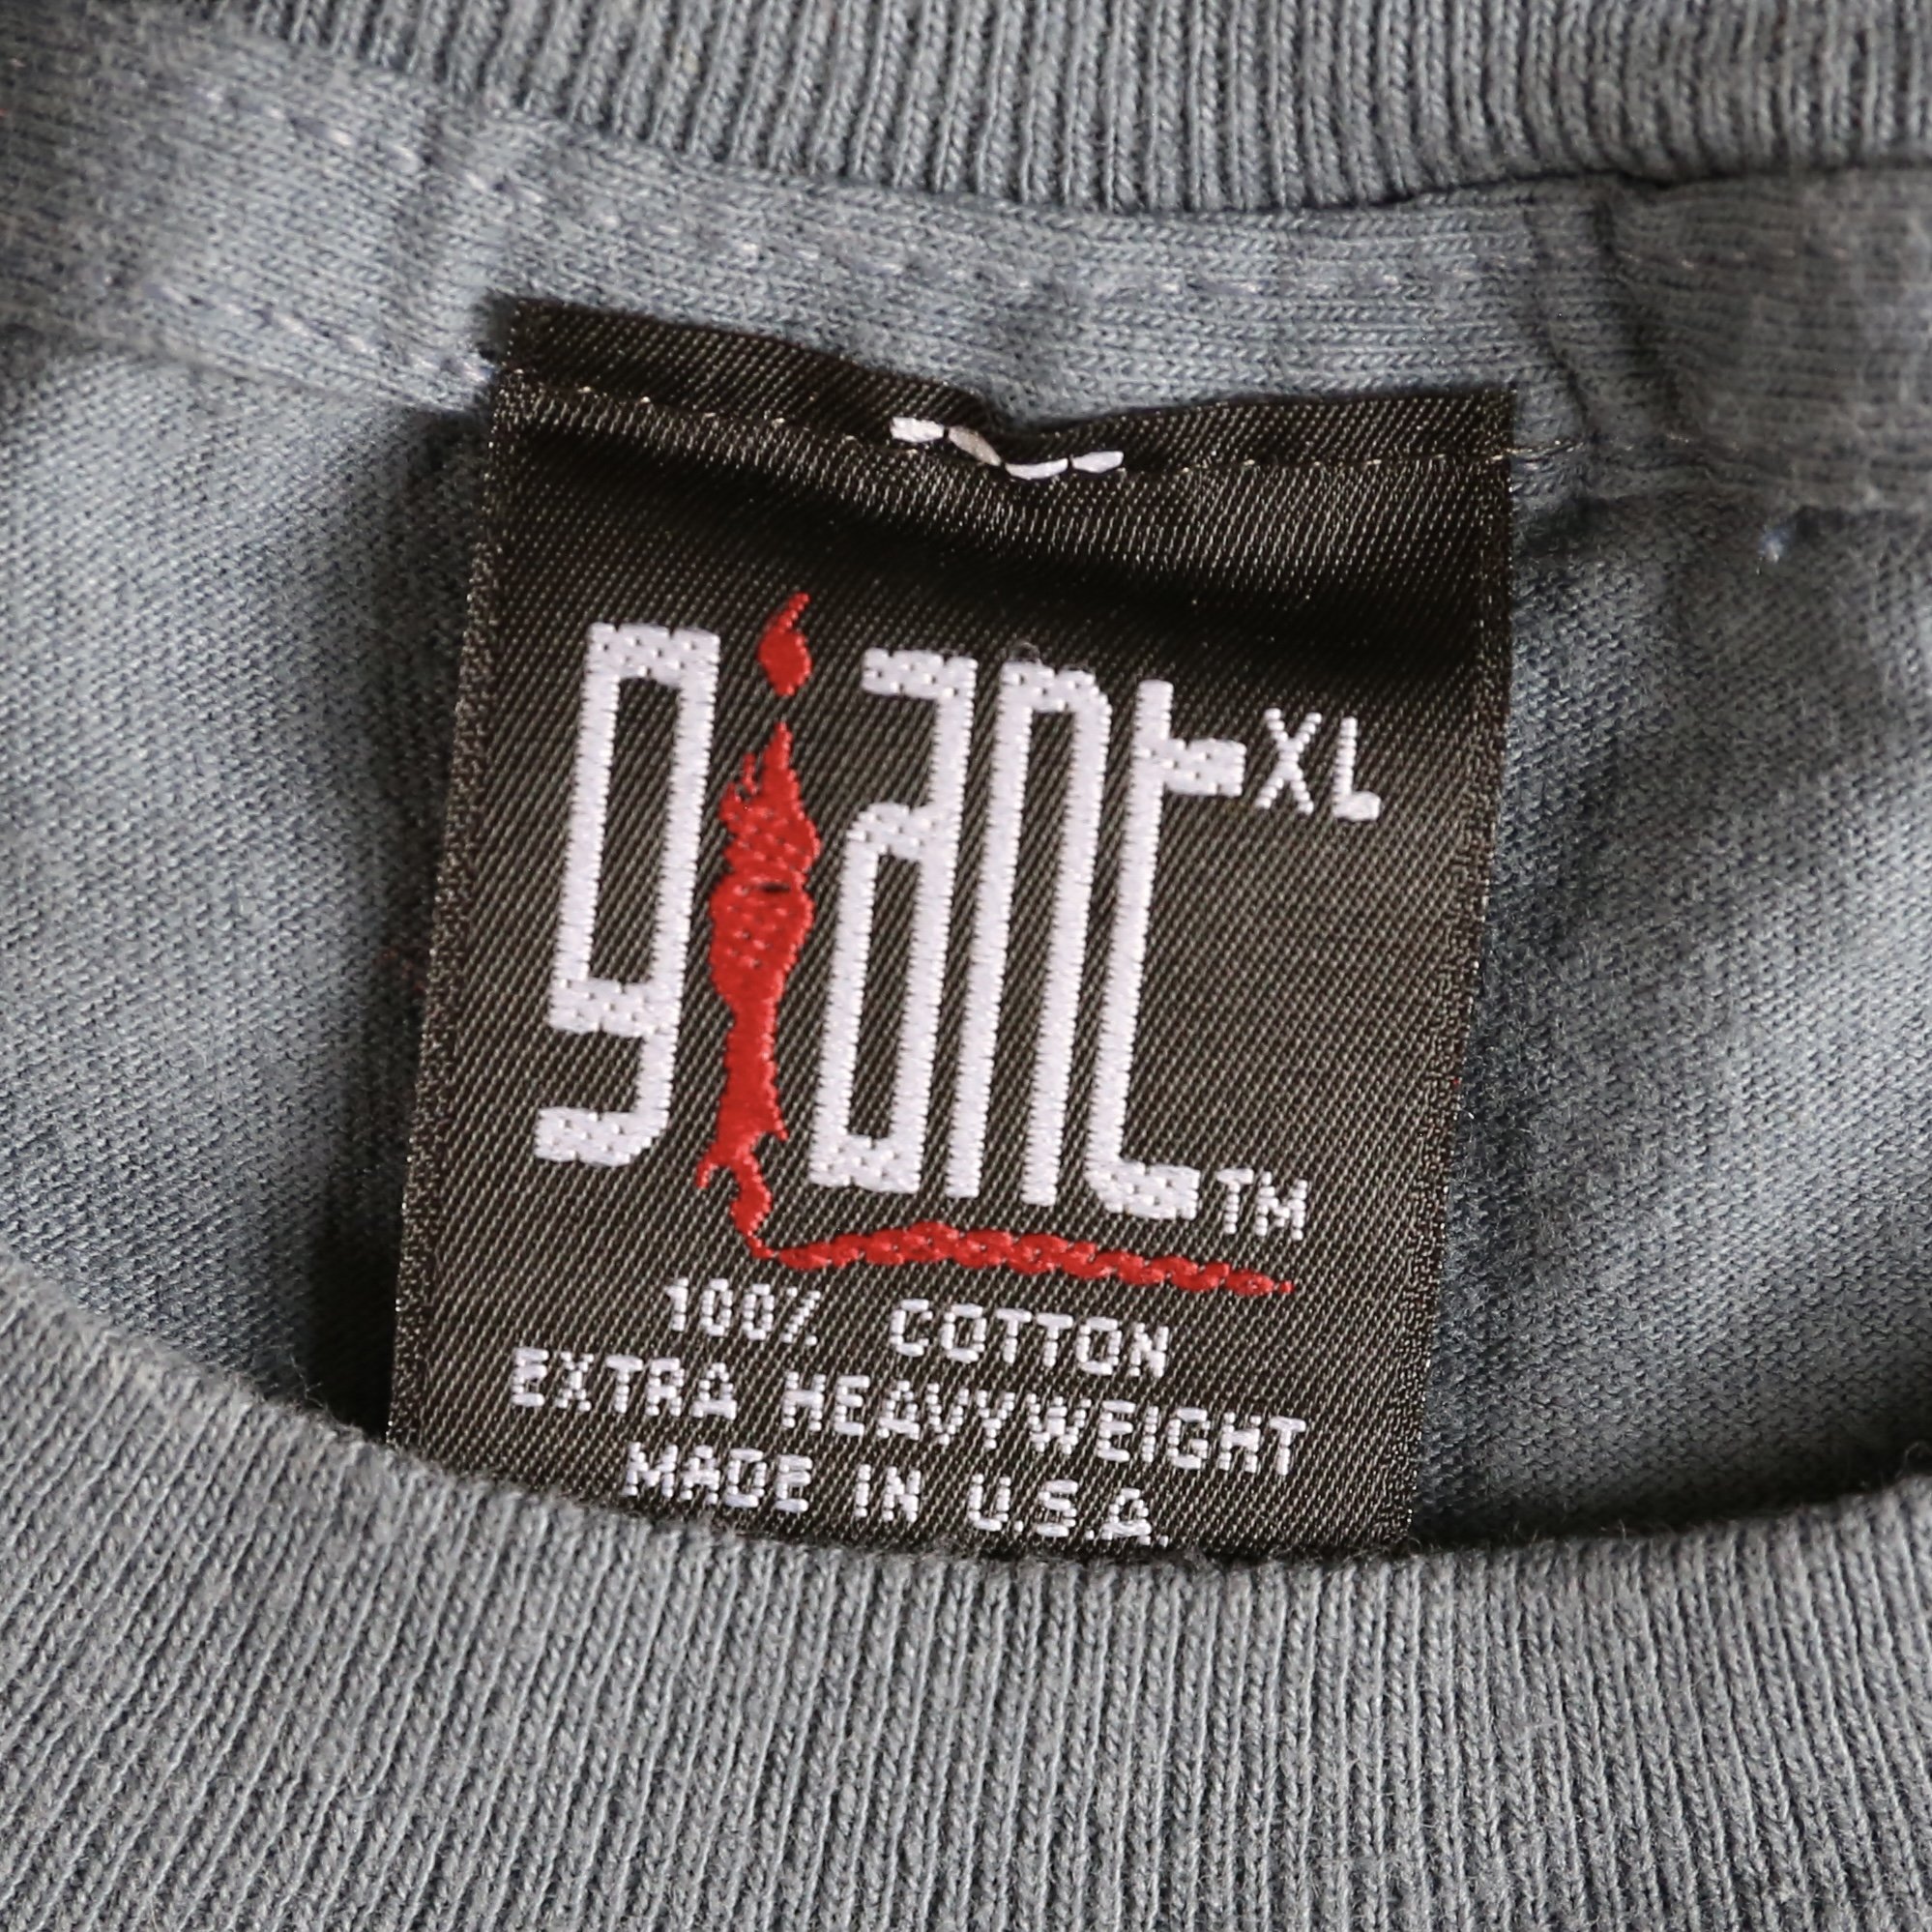 giant XL
TM
100% COTTON
EXTRA HEAVYWEIGHT
MADE IN U.S.A.